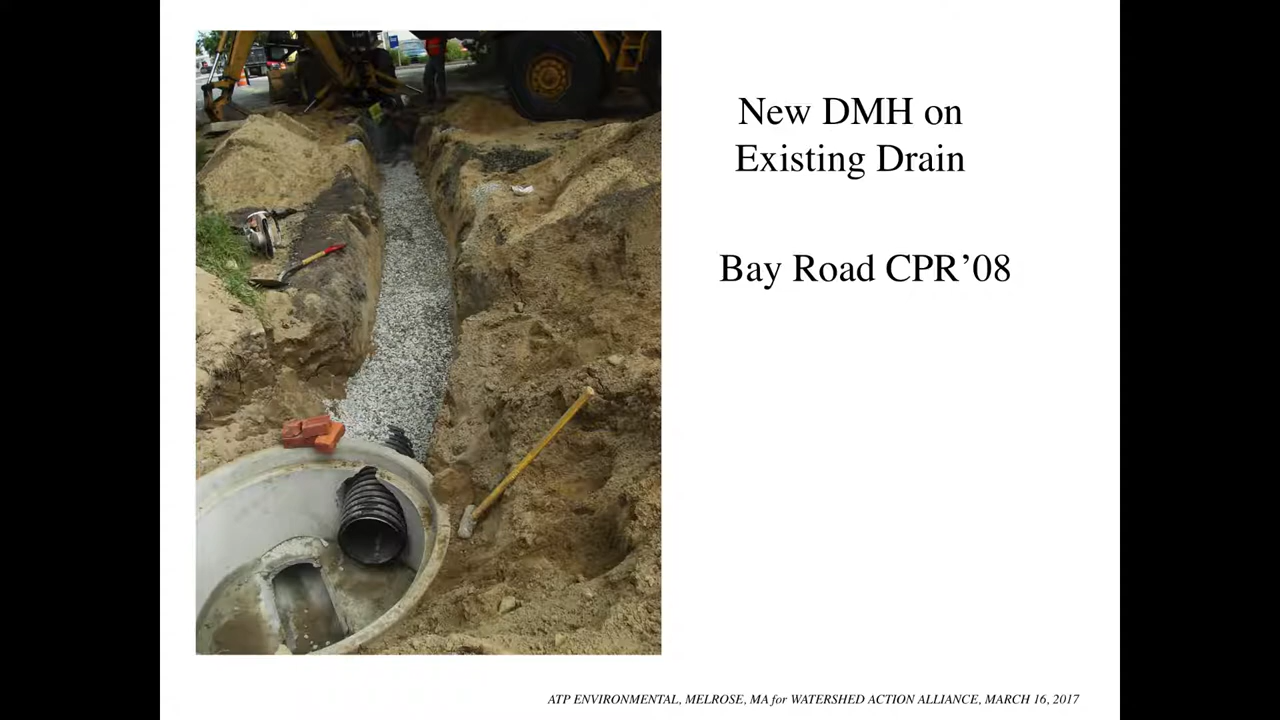 New DMH on
Existing Drain
Bay Road CPR’08
ATP ENVIRONMENTAL, MELROSE, MA for WATERSHED ACTION ALLIANCE, MARCH 16, 2017